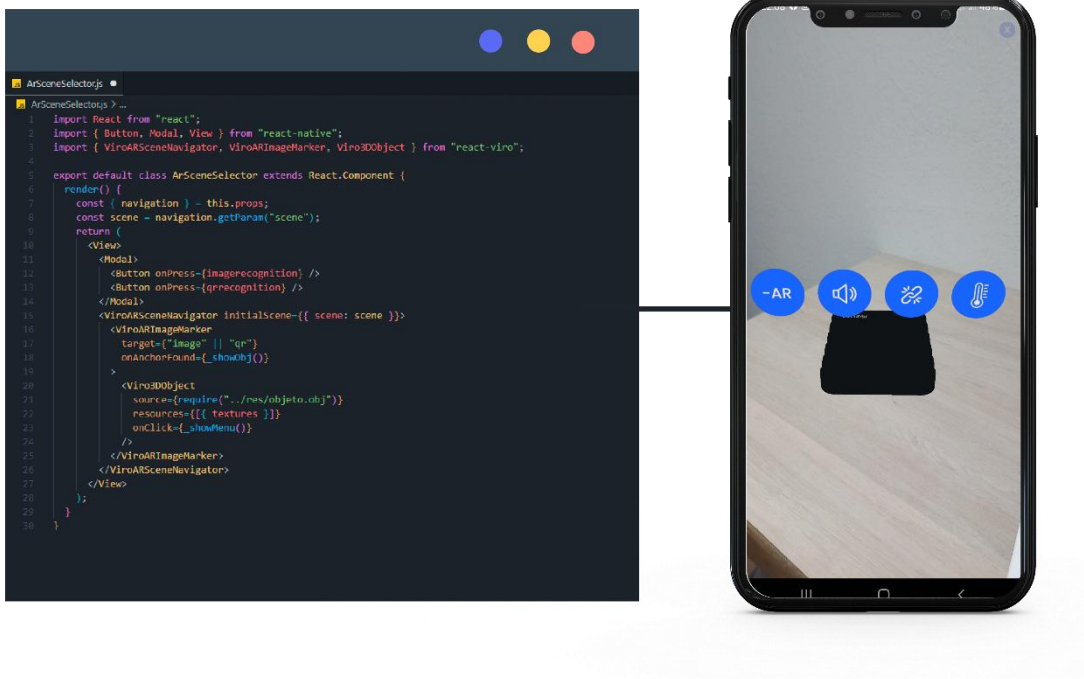 ArSceneSelector.js
ArSceneSelector.js > ...
1 import React from "react";
2 import { Button, Modal, View } from "react-native";
3 import { ViroARSceneNavigator, ViroARImageMarker, Viro3DObject } from "react-viro";
4
5 export default class ArSceneSelector extends React.Component {
6 render() {
7 const { navigation } = this.props;
8 const scene = navigation.getParam("scene");
9 return (
10 <View>
11 <Modal>
12 <Button onPress={imagerecognition} />
13 <Button onPress={qrrecognition} />
14 </Modal>
15 <ViroARSceneNavigator initialScene={{ scene: scene }}>
16 <ViroARImageMarker
17 target={"image" || "qr"}
18 onAnchorFound={_showObj()}
19 >
20 <Viro3DObject
21 source={require("../res/objeto.obj")}
22 resources={[{ textures }]}
23 onClick={_showMenu()}
24 />
25 </ViroARImageMarker>
26 </ViroARSceneNavigator>
27 </View>
28 );
29 }
30 }
-AR